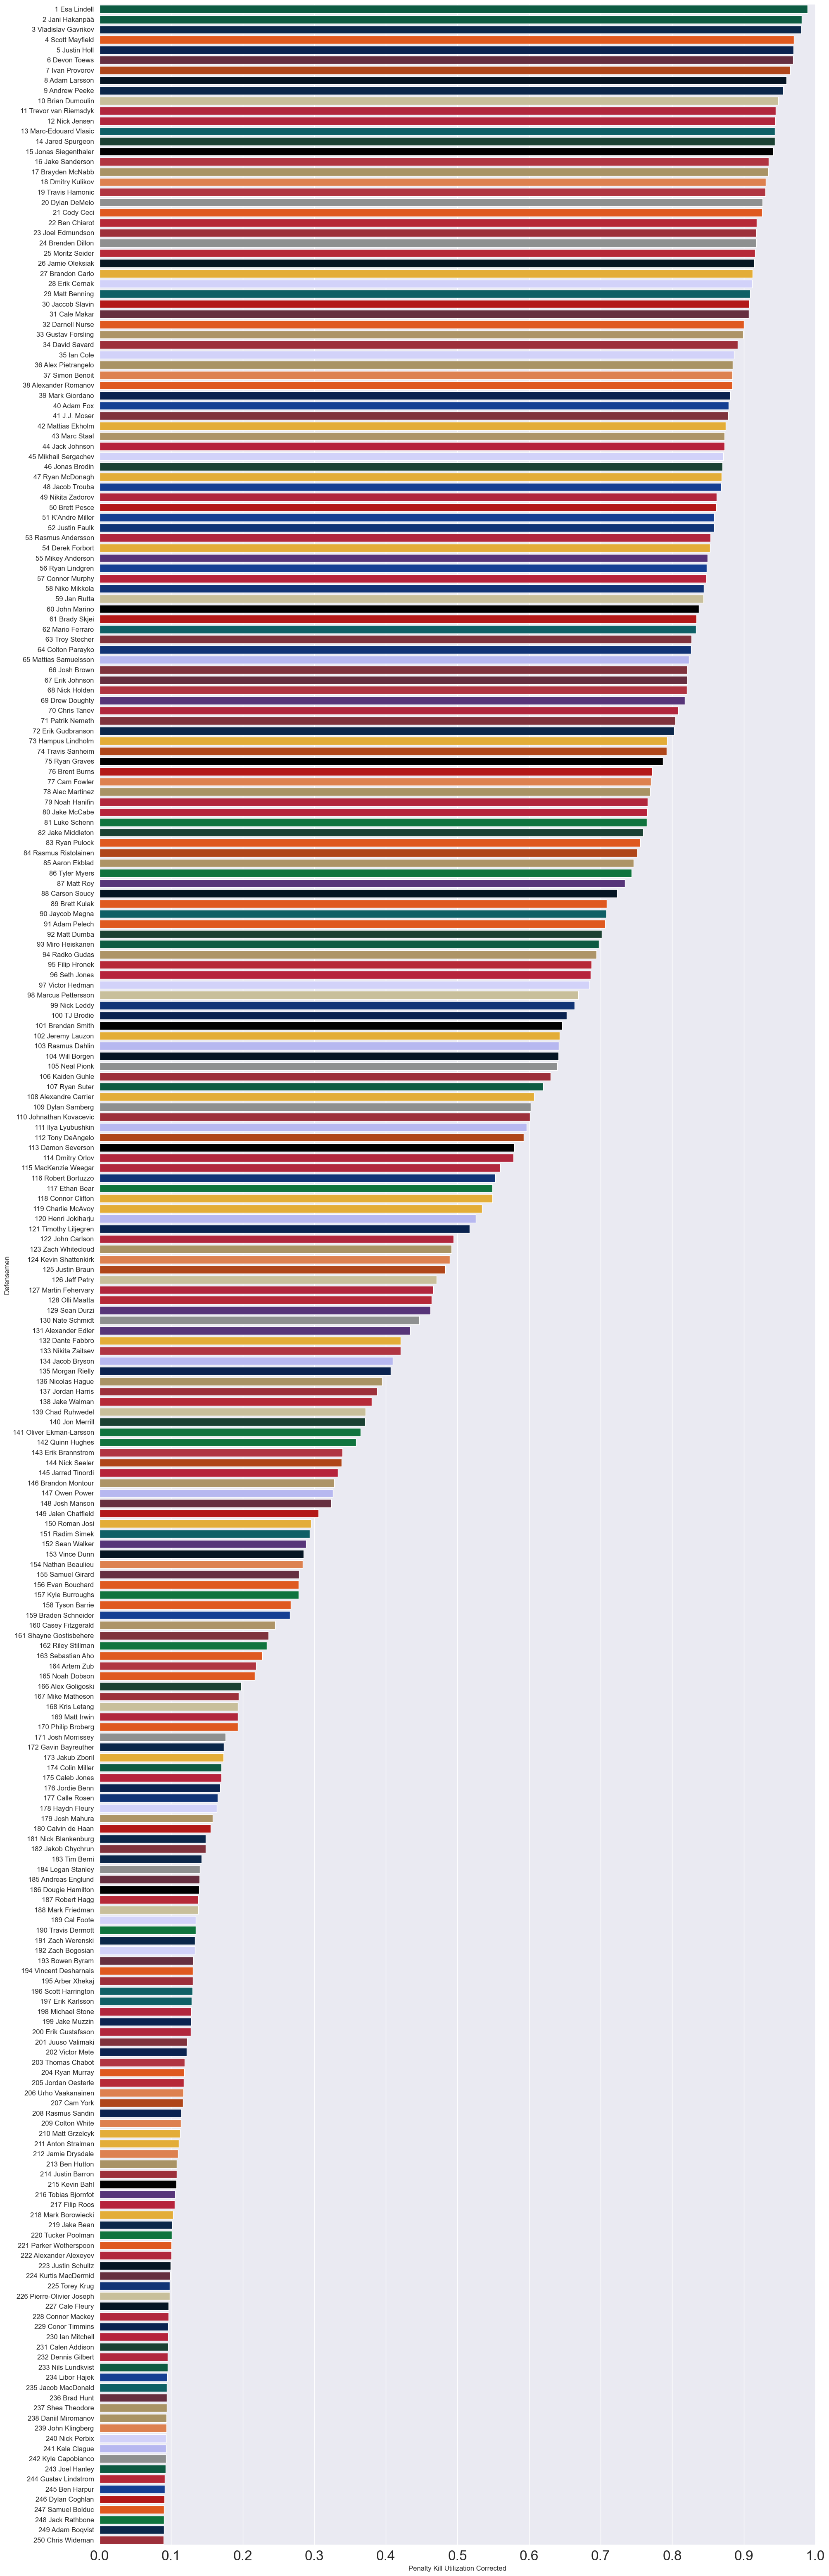 1 Esa Lindell
2 Jani Hakanpää
3 Vladislav Gavrikov
4 Scott Mayfield
5 Justin Holl
6 Devon Toews
7 Ivan Provorov
8 Adam Larsson
9 Andrew Peeke
10 Brian Dumoulin
11 Trevor van Riemsdyk
12 Nick Jensen
13 Marc-Edouard Vlasic
14 Jared Spurgeon
15 Jonas Siegenthaler
16 Jake Sanderson
17 Brayden McNabb
18 Dmitry Kulikov
19 Travis Hamonic
20 Dylan DeMelo
21 Cody Ceci
22 Ben Chiarot
23 Joel Edmundson
24 Brenden Dillon
25 Moritz Seider
26 Jamie Oleksiak
27 Brandon Carlo
28 Erik Cernak
29 Matt Benning
30 Jaccob Slavin
31 Cale Makar
32 Darnell Nurse
33 Gustav Forsling
34 David Savard
35 Ian Cole
36 Alex Pietrangelo
37 Simon Benoit
38 Alexander Romanov
39 Mark Giordano
40 Adam Fox
41 J.J. Moser
42 Mattias Ekholm
43 Marc Staal
44 Jack Johnson
45 Mikhail Sergachev
46 Jonas Brodin
47 Ryan McDonagh
48 Jacob Trouba
49 Nikita Zadorov
50 Brett Pesce
51 K'Andre Miller
52 Justin Faulk
53 Rasmus Andersson
54 Derek Forbort
55 Mikey Anderson
56 Ryan Lindgren
57 Connor Murphy
58 Niko Mikkola
59 Jan Rutta
60 John Marino
61 Brady Skjei
62 Mario Ferraro
63 Troy Stecher
64 Colton Parayko
65 Mattias Samuelsson
66 Josh Brown
67 Erik Johnson
68 Nick Holden
69 Drew Doughty
70 Chris Tanev
71 Patrik Nemeth
72 Erik Gudbranson
73 Hampus Lindholm
74 Travis Sanheim
75 Ryan Graves
76 Brent Burns
77 Cam Fowler
78 Alec Martinez
79 Noah Hanifin
80 Jake McCabe
81 Luke Schenn
82 Jake Middleton
83 Ryan Pulock
84 Rasmus Ristolainen
85 Aaron Ekblad
86 Tyler Myers
87 Matt Roy
88 Carson Soucy
89 Brett Kulak
90 Jaycob Megna
91 Adam Pelech
92 Matt Dumba
93 Miro Heiskanen
94 Radko Gudas
95 Filip Hronek
96 Seth Jones
97 Victor Hedman
98 Marcus Pettersson
99 Nick Leddy
100 TJ Brodie
101 Brendan Smith
102 Jeremy Lauzon
103 Rasmus Dahlin
104 Will Borgen
105 Neal Pionk
106 Kaiden Guhle
107 Ryan Suter
108 Alexandre Carrier
109 Dylan Samberg
110 Johnathan Kovacevic
111 Ilya Lyubushkin
112 Tony DeAngelo
113 Damon Severson
114 Dmitry Orlov
115 MacKenzie Weegar
116 Robert Bortuzzo
117 Ethan Bear
118 Connor Clifton
119 Charlie McAvoy
120 Henri Jokiharju
121 Timothy Liljegren
122 John Carlson
123 Zach Whitecloud
124 Kevin Shattenkirk
125 Justin Braun
126 Jeff Petry
127 Martin Fehervary
128 Olli Maatta
129 Sean Durzi
130 Nate Schmidt
131 Alexander Edler
132 Dante Fabbro
133 Nikita Zaitsev
134 Jacob Bryson
135 Morgan Rielly
136 Nicolas Hague
137 Jordan Harris
138 Jake Walman
139 Chad Ruhwedel
140 Jon Merrill
141 Oliver Ekman-Larsson
142 Quinn Hughes
143 Erik Brannstrom
144 Nick Seeler
145 Jarred Tinordi
146 Brandon Montour
147 Owen Power
148 Josh Manson
149 Jalen Chatfield
150 Roman Josi
151 Radim Simek
152 Sean Walker
153 Vince Dunn
154 Nathan Beaulieu
155 Samuel Girard
156 Evan Bouchard
157 Kyle Burroughs
158 Tyson Barrie
159 Braden Schneider
160 Casey Fitzgerald
161 Shayne Gostisbehere
162 Riley Stillman
163 Sebastian Aho
164 Artem Zub
165 Noah Dobson
166 Alex Goligoski
167 Mike Matheson
168 Kris Letang
169 Matt Irwin
170 Philip Broberg
171 Josh Morrissey
172 Gavin Bayreuther
173 Jakub Zboril
174 Colin Miller
175 Caleb Jones
176 Jordie Benn
177 Calle Rosen
178 Haydn Fleury
179 Josh Mahura
180 Calvin de Haan
181 Nick Blankenburg
182 Jakob Chychrun
183 Tim Berni
184 Logan Stanley
185 Andreas Englund
186 Dougie Hamilton
187 Robert Hagg
188 Mark Friedman
189 Cal Foote
190 Travis Dermott
191 Zach Werenski
192 Zach Bogosian
193 Bowen Byram
194 Vincent Desharnais
195 Arber Xhekaj
196 Scott Harrington
197 Erik Karlsson
198 Michael Stone
199 Jake Muzzin
200 Erik Gustafsson
201 Juuso Valimaki
202 Victor Mete
203 Thomas Chabot
204 Ryan Murray
205 Jordan Oesterle
206 Urho Vaakanainen
207 Cam York
208 Rasmus Sandin
209 Colton White
210 Matt Grzelcyk
211 Anton Stralman
212 Jamie Drysdale
213 Ben Hutton
214 Justin Barron
215 Kevin Bahl
216 Tobias Bjornfot
217 Filip Roos
218 Mark Borowiecki
219 Jake Bean
220 Tucker Poolman
221 Parker Wotherspoon
222 Alexander Alexeyev
223 Justin Schultz
224 Kurtis MacDermid
225 Torey Krug
226 Pierre-Olivier Joseph
227 Cale Fleury
228 Connor Mackey
229 Conor Timmins
230 Ian Mitchell
231 Calen Addison
232 Dennis Gilbert
233 Nils Lundkvist
234 Libor Hajek
235 Jacob MacDonald
236 Brad Hunt
237 Shea Theodore
238 Daniil Miromanov
239 John Klingberg
240 Nick Perbix
241 Kale Clague
242 Kyle Capobianco
243 Joel Hanley
244 Gustav Lindstrom
245 Ben Harpur
246 Dylan Coghlan
247 Samuel Bolduc
248 Jack Rathbone
249 Adam Boqvist
250 Chris Wideman
Defensemen
0.0 0.1 0.2 0.3 0.4 0.5 0.6 0.7 0.8 0.9 1.0
Penalty Kill Utilization Corrected